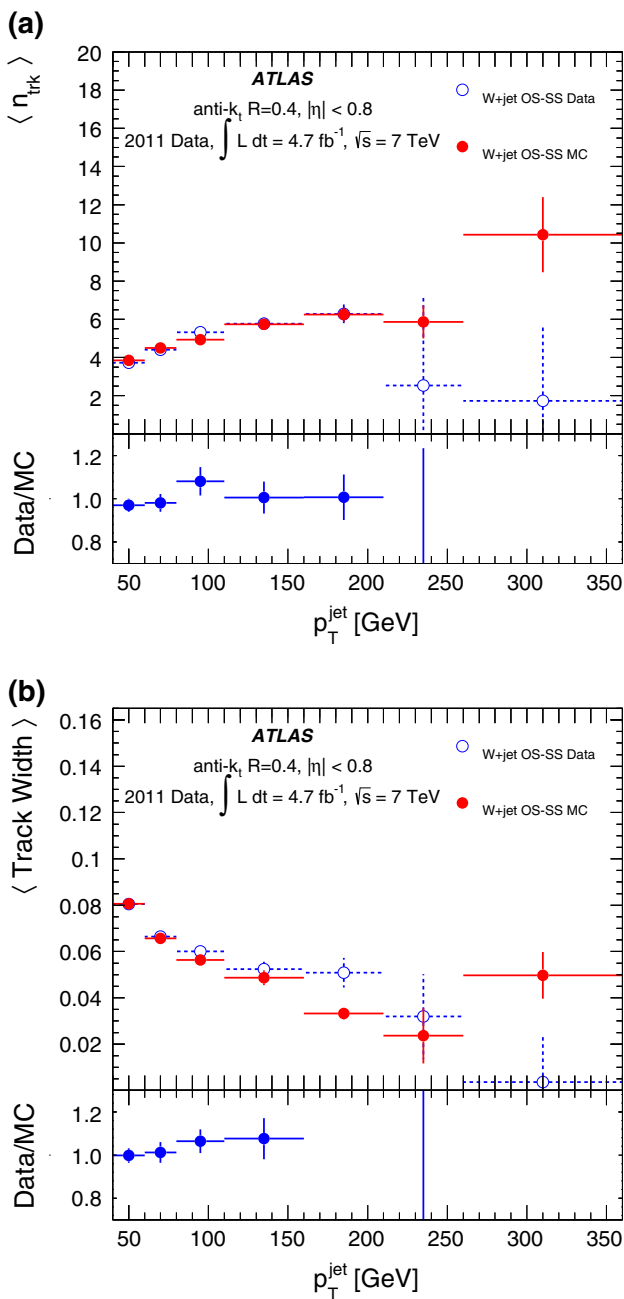 (a)
20
18
16
14
12
10
8
6
4
2
⟨ n_trk ⟩
ATLAS
anti-k_t R=0.4, |η| < 0.8
2011 Data, ∫ L dt = 4.7 fb⁻¹, √s = 7 TeV
W+jet OS-SS Data
W+jet OS-SS MC
1.2
1.0
0.8
Data/MC
50 100 150 200 250 300 350
p_T^jet [GeV]
(b)
0.16
0.14
0.12
0.1
0.08
0.06
0.04
0.02
⟨ Track Width ⟩
ATLAS
anti-k_t R=0.4, |η| < 0.8
2011 Data, ∫ L dt = 4.7 fb⁻¹, √s = 7 TeV
W+jet OS-SS Data
W+jet OS-SS MC
1.2
1.0
0.8
Data/MC
50 100 150 200 250 300 350
p_T^jet [GeV]